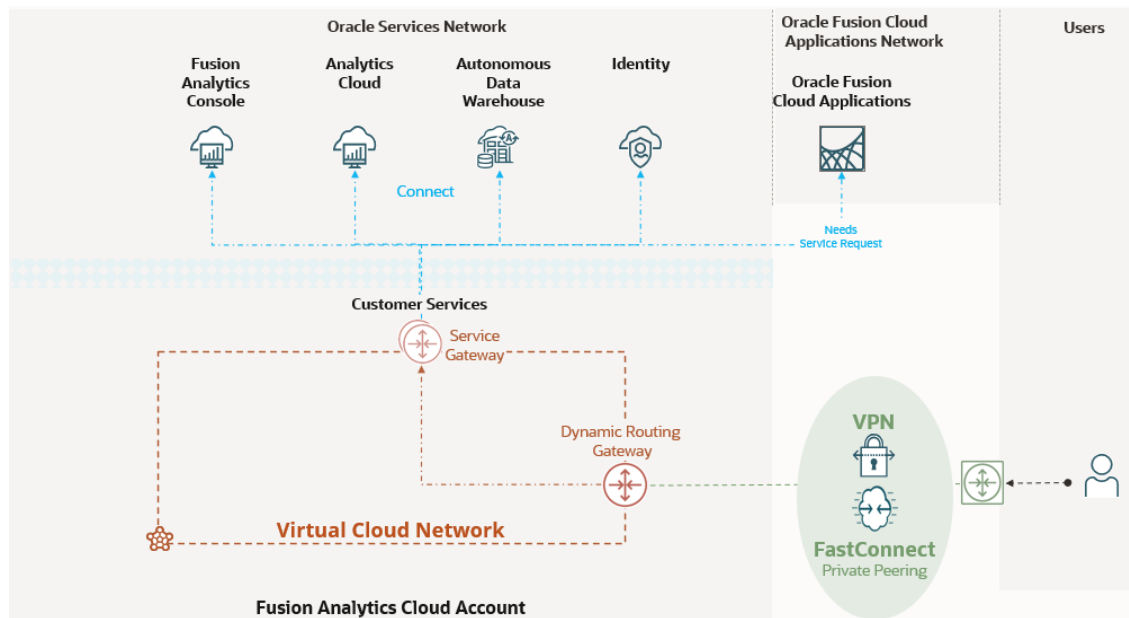 Oracle Services Network
Oracle Fusion Cloud
Applications Network
Users
Fusion
Analytics
Console
Analytics
Cloud
Autonomous
Data
Warehouse
Identity
Oracle Fusion
Cloud Applications
Connect
Needs
Service Request
Customer Services
Service
Gateway
Dynamic Routing
Gateway
VPN
Virtual Cloud Network
FastConnect
Private Peering
Fusion Analytics Cloud Account
A